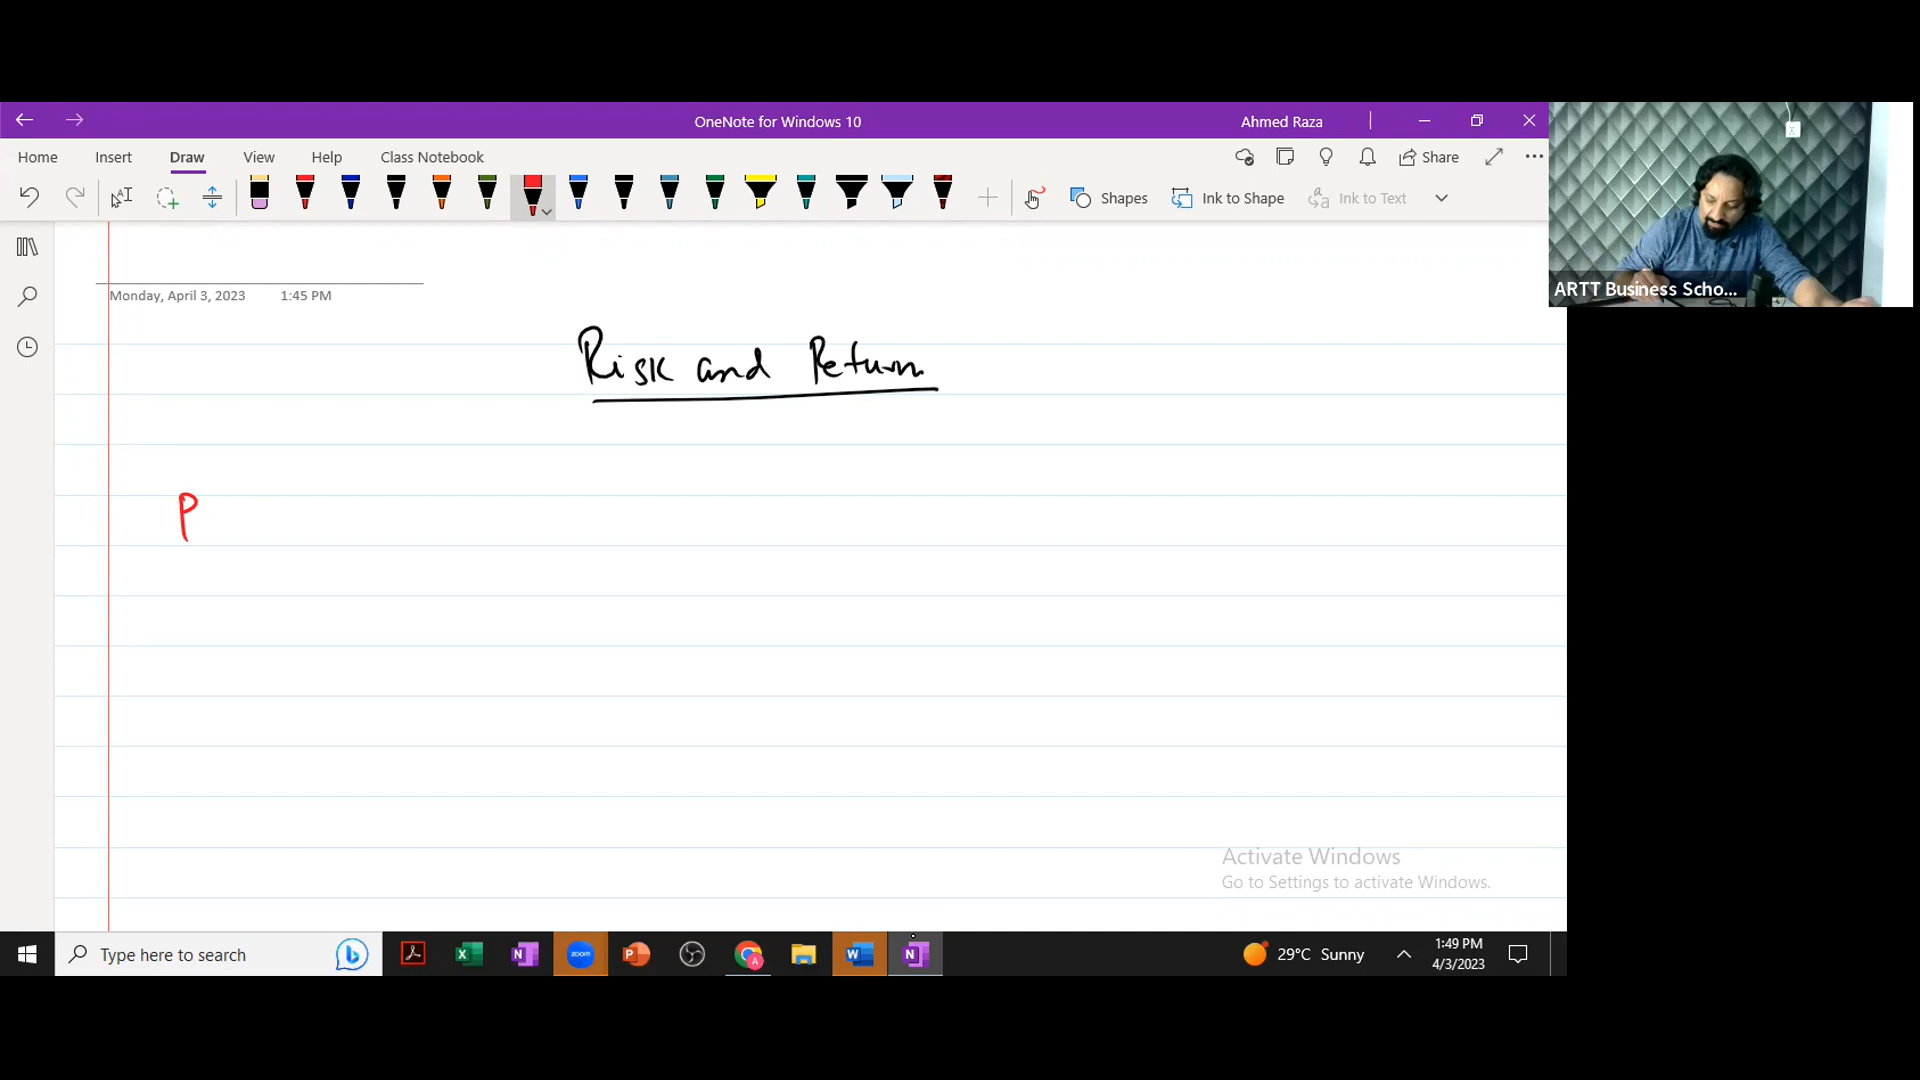 OneNote for Windows 10
Ahmed Raza
Home Insert Draw View Help Class Notebook
Share
Shapes
Ink to Shape
Ink to Text
ARTT Business Scho...
Monday, April 3, 2023 1:45 PM
Risk and Return
P
Activate Windows
Go to Settings to activate Windows.
Type here to search
zoom
29°C Sunny
1:49 PM
4/3/2023